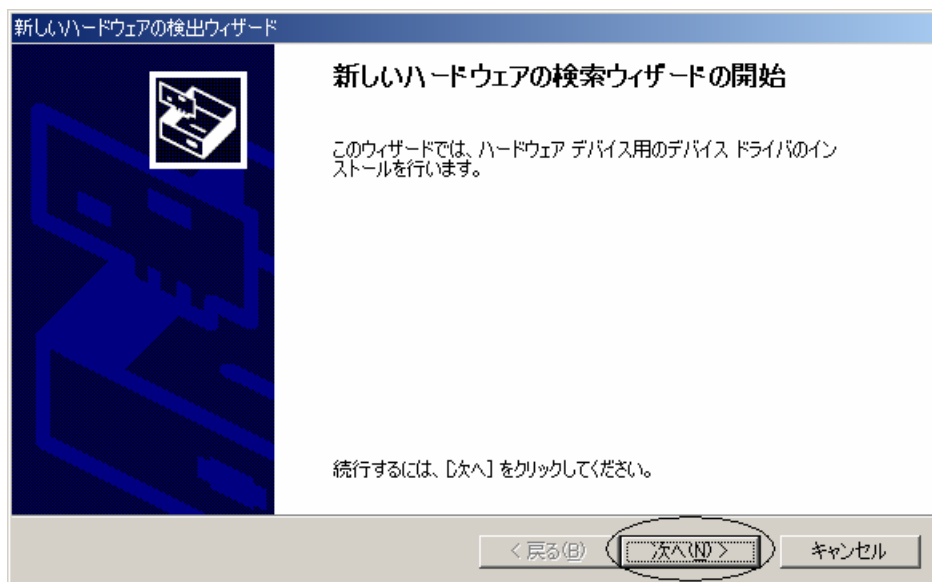 新しいハードウェアの検出ウィザード
新しいハードウェアの検索ウィザードの開始
このウィザードでは、ハードウェア デバイス用のデバイス ドライバのイン
ストールを行います。
続行するには、[次へ] をクリックしてください。
< 戻る(B)
次へ(N) >
キャンセル